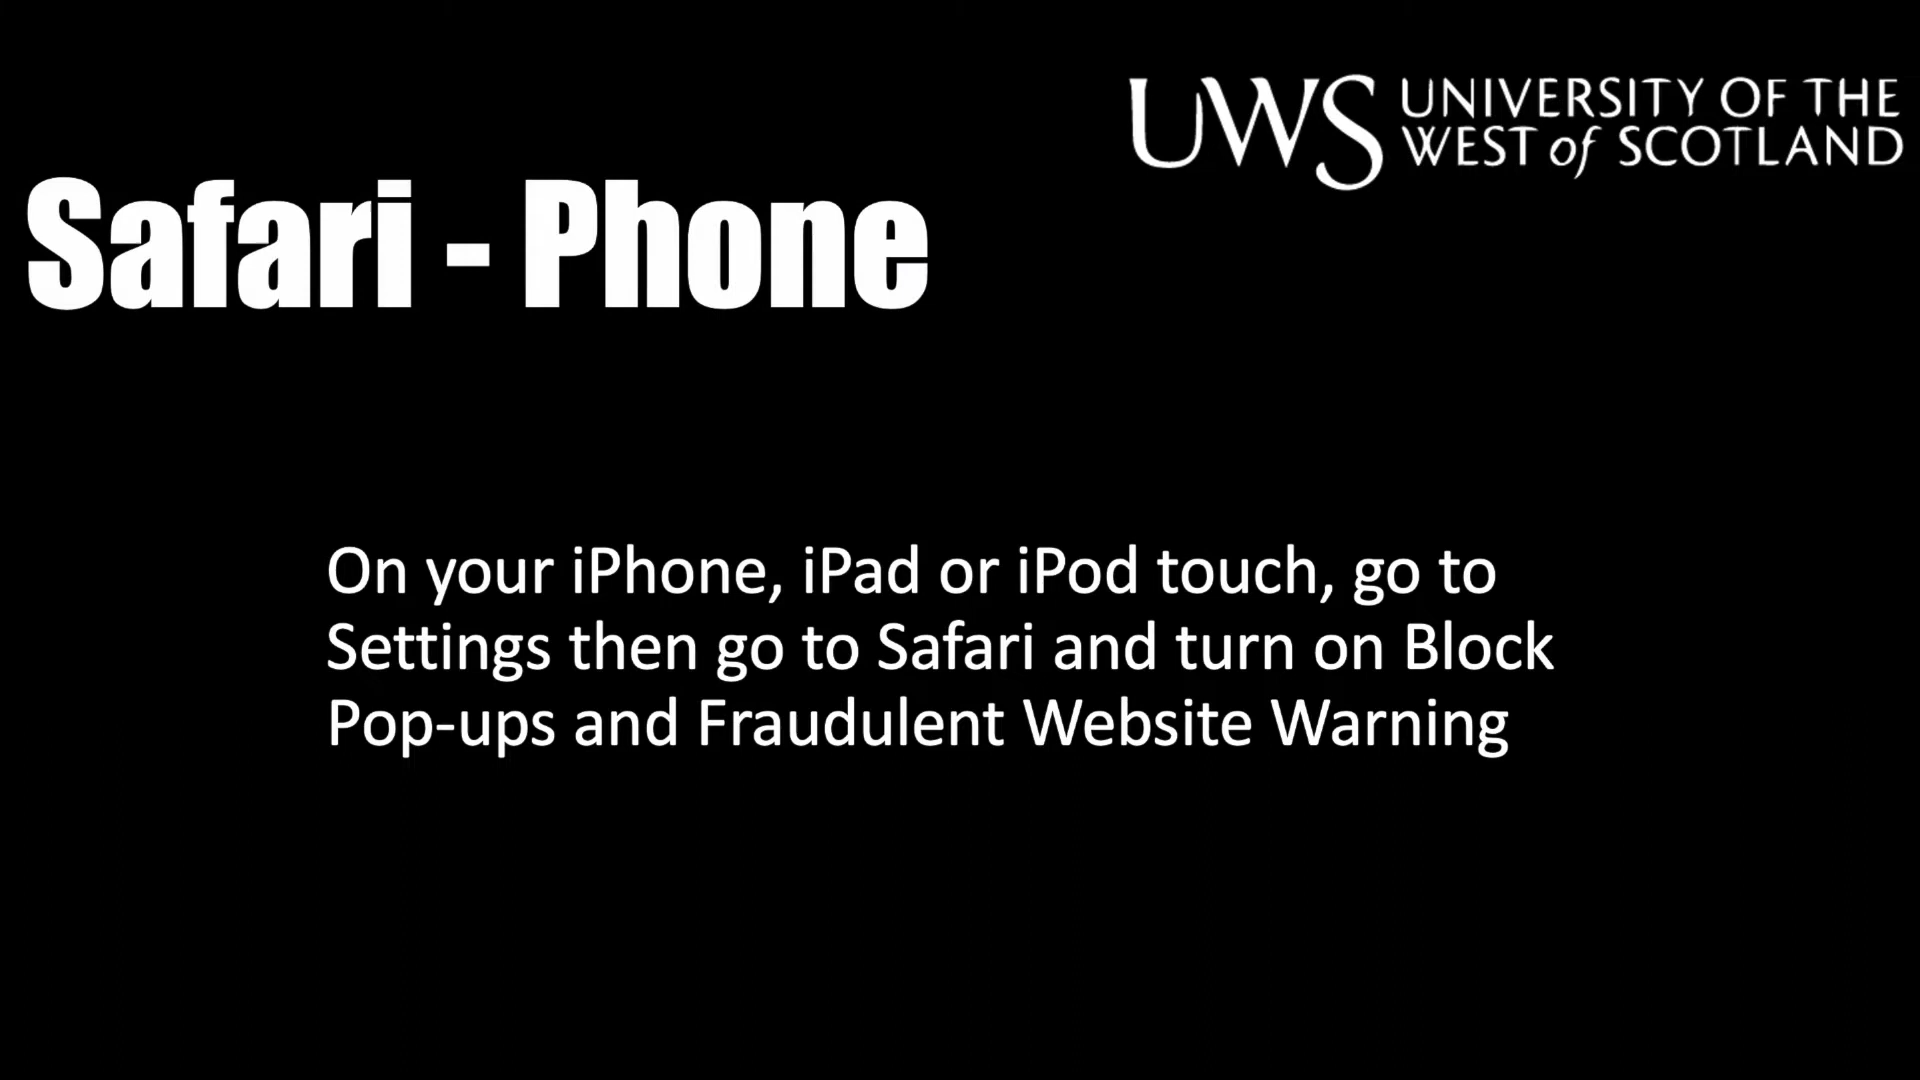 UWS UNIVERSITY OF THE
WEST of SCOTLAND
Safari - Phone
On your iPhone, iPad or iPod touch, go to
Settings then go to Safari and turn on Block
Pop-ups and Fraudulent Website Warning